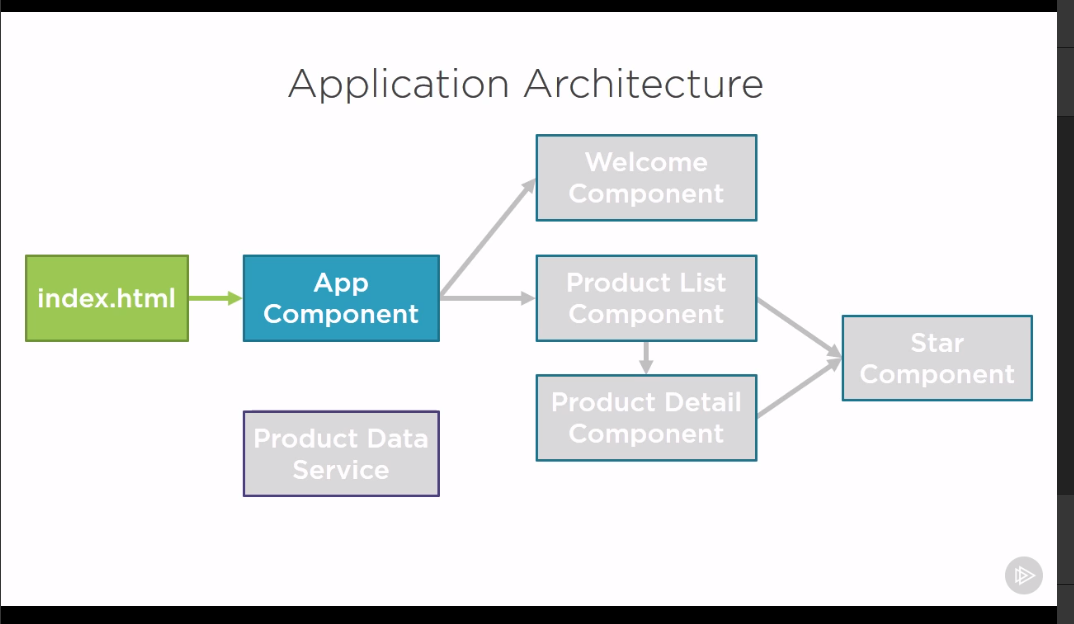 Application Architecture
Welcome
Component
index.html
App
Component
Product List
Component
Star
Component
Product Detail
Component
Product Data
Service